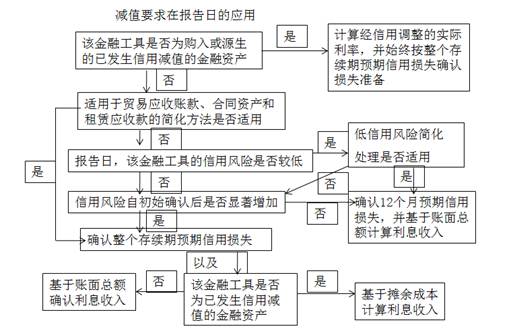 减值要求在报告日的应用
该金融工具是否为购入或源生
的已发生信用减值的金融资产
是
计算经信用调整的实际
利率，并始终按整个存
续期预期信用损失确认
损失准备
否
适用于贸易应收账款、合同资产和
租赁应收款的简化方法是否适用
否
是
报告日，该金融工具的信用风险是否较低
是
低信用风险简化
处理是否适用
否
否
是
信用风险自初始确认后是否显著增加
否
确认12个月预期信用
损失，并基于账面总
额计算利息收入
是
确认整个存续期预期信用损失
以及
基于账面总额
确认利息收入
否
该金融工具是否
为已发生信用减
值的金融资产
是
基于摊余成本
计算利息收入